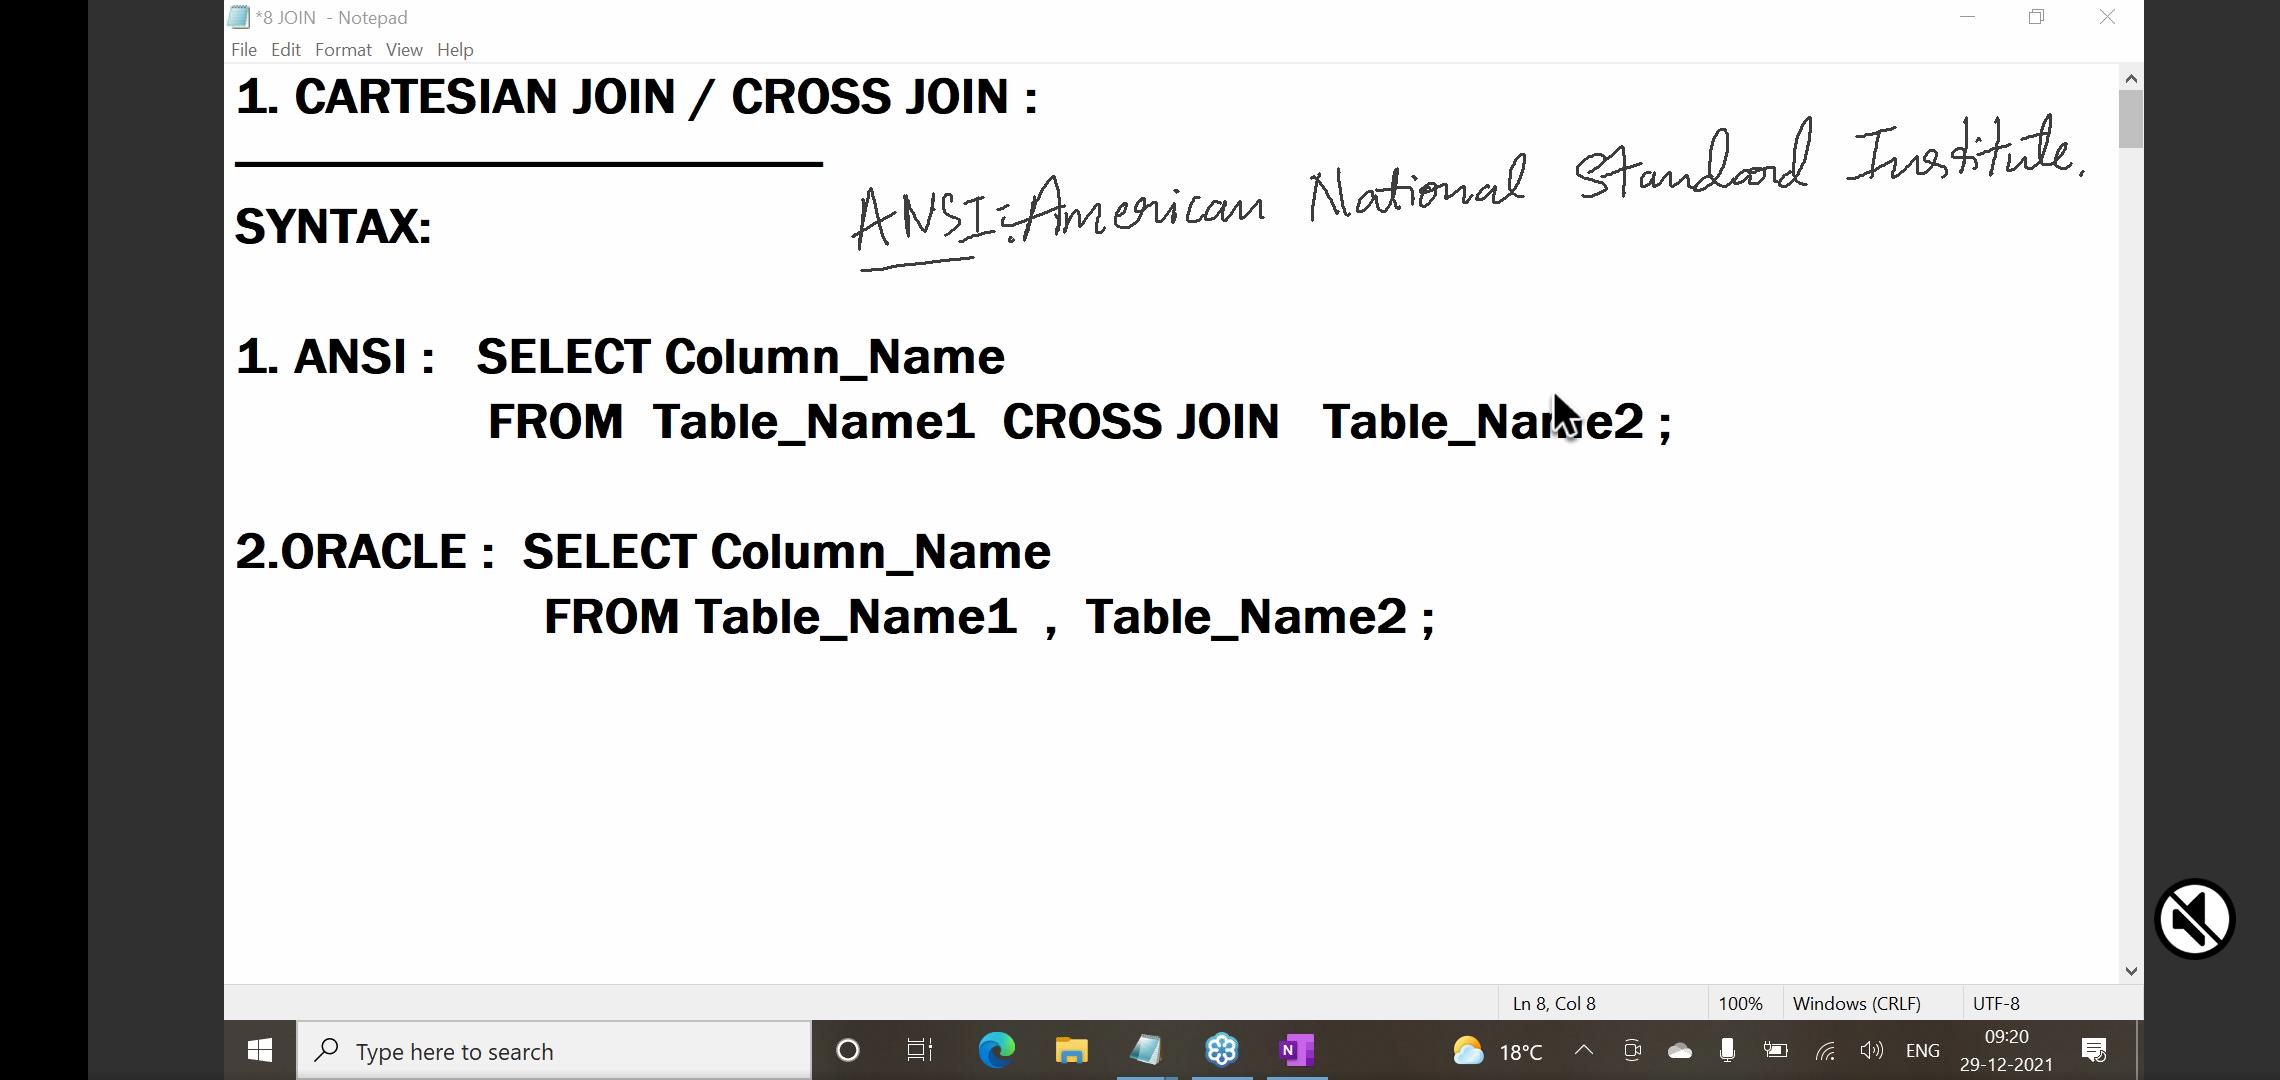 *8 JOIN - Notepad
File Edit Format View Help
1. CARTESIAN JOIN / CROSS JOIN :
ANSI:- American National Standard Institute.
SYNTAX:
1. ANSI : SELECT Column_Name
FROM Table_Name1 CROSS JOIN Table_Name2 ;
2.ORACLE : SELECT Column_Name
FROM Table_Name1 , Table_Name2 ;
Ln 8, Col 8 100% Windows (CRLF) UTF-8
Type here to search
18°C ENG 09:20
29-12-2021